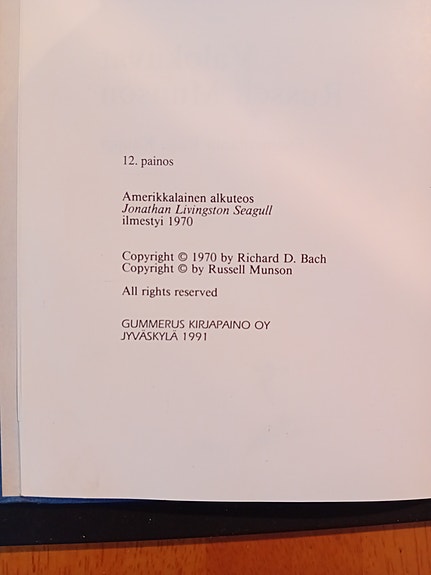 12. painos
Amerikkalainen alkuteos
Jonathan Livingston Seagull
ilmestyi 1970
Copyright © 1970 by Richard D. Bach
Copyright © by Russell Munson
All rights reserved
GUMMERUS KIRJAPAINO OY
JYVÄSKYLÄ 1991